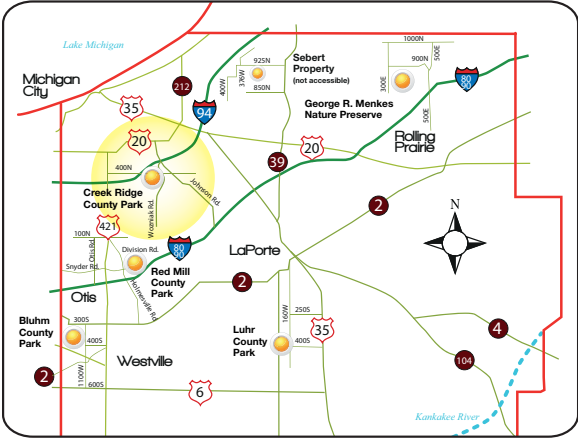 Lake Michigan
1000N
Sebert
Property
(not accessible)
925N
376W
400W
850N
900N
500E
300E
500E
80
90
Michigan
City
212
35
94
George R. Menkes
Nature Preserve
Rolling
Prairie
20
20
39
400N
Creek Ridge
County Park
Johnson Rd.
Wozniak Rd.
2
N
421
100N
Otis Rd.
Division Rd.
80
90
LaPorte
Snyder Rd.
Red Mill
County
Park
Holmesville Rd.
2
Otis
Bluhm
County
Park
300S
400S
1100W
600S
2
Westville
Luhr
County
Park
160W
250S
35
400S
4
104
6
Kankakee River